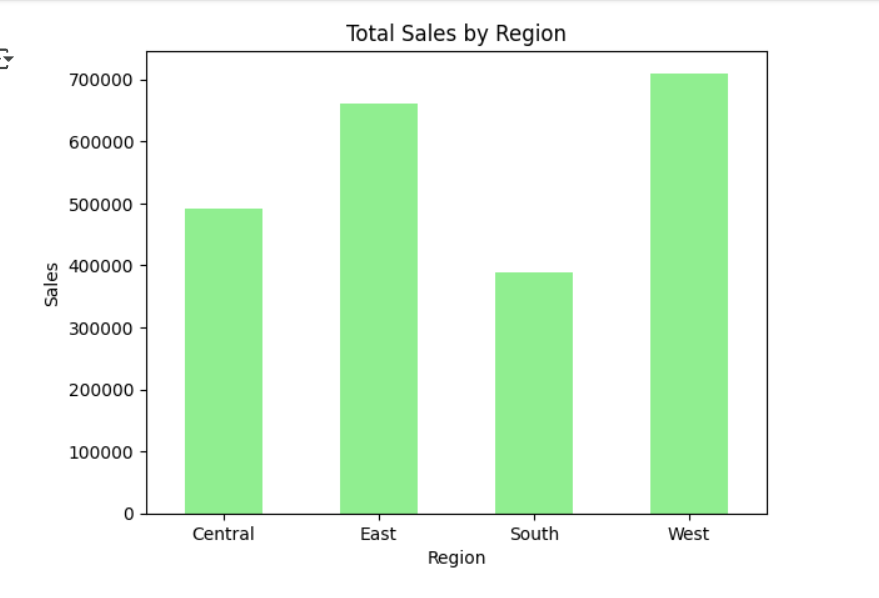 Total Sales by Region
700000
600000
500000
400000
300000
200000
100000
0
Sales
Central East South West
Region